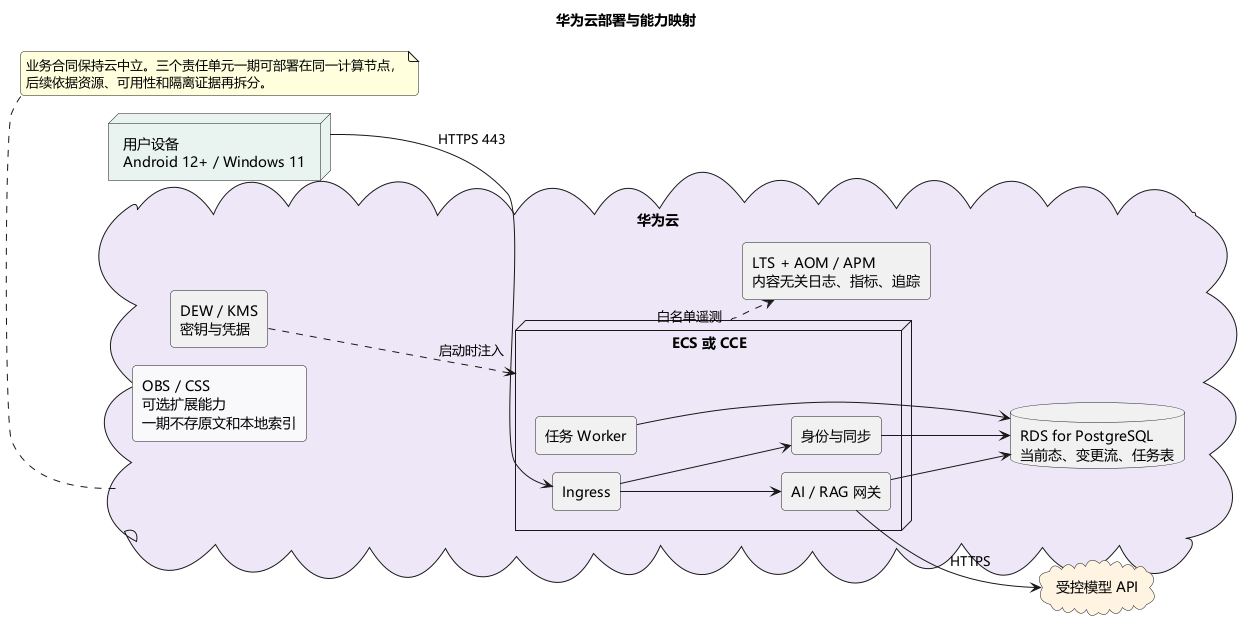 华为云部署与能力映射
业务合同保持云中立。三个责任单元一期可部署在同一计算节点，
后续依据资源、可用性和隔离证据再拆分。
用户设备
Android 12+ / Windows 11
HTTPS 443
华为云
LTS + AOM / APM
内容无关日志、指标、追踪
DEW / KMS
密钥与凭据
白名单遥测
启动时注入
ECS 或 CCE
OBS / CSS
可选扩展能力
一期不存原文和本地索引
任务 Worker
身份与同步
RDS for PostgreSQL
当前态、变更流、任务表
Ingress
AI / RAG 网关
HTTPS
受控模型 API